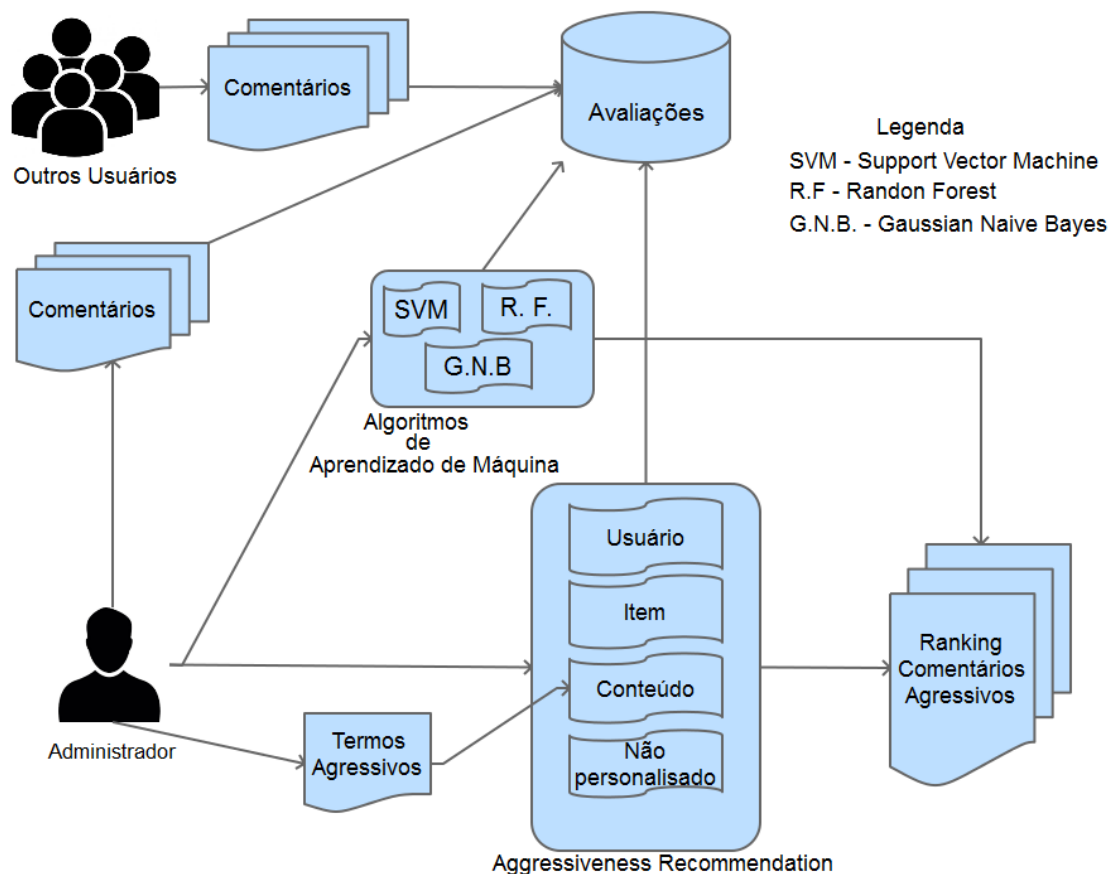 Comentários
Outros Usuários
Avaliações
Legenda
SVM - Support Vector Machine
R.F - Randon Forest
G.N.B. - Gaussian Naive Bayes
Comentários
SVM
R. F.
G.N.B
Algoritmos
de
Aprendizado de Máquina
Usuário
Item
Conteúdo
Não
personalisado
Aggressiveness Recommendation
Ranking
Comentários
Agressivos
Administrador
Termos
Agressivos